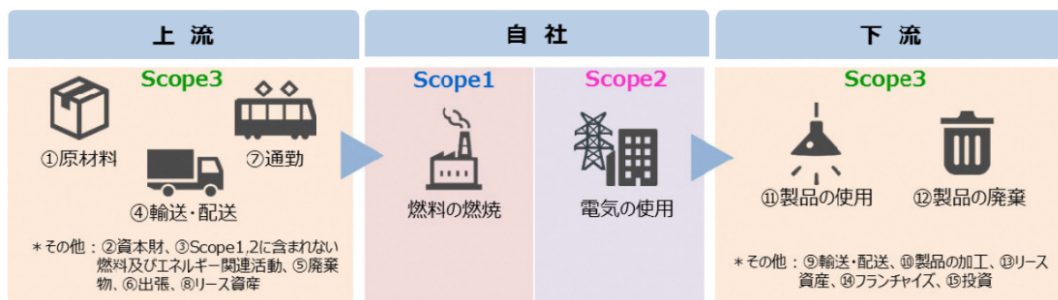 上 流
自 社
下 流
Scope3
Scope1
Scope2
Scope3
①原材料
⑦通勤
④輸送・配送
燃料の燃焼
電気の使用
⑪製品の使用
⑫製品の廃棄
*その他:②資本財、③Scope1,2に含まれない
燃料及びエネルギー関連活動、⑤廃棄
物、⑥出張、⑧リース資産
*その他:⑨輸送・配送、⑩製品の加工、⑬リース
資産、⑭フランチャイズ、⑮投資